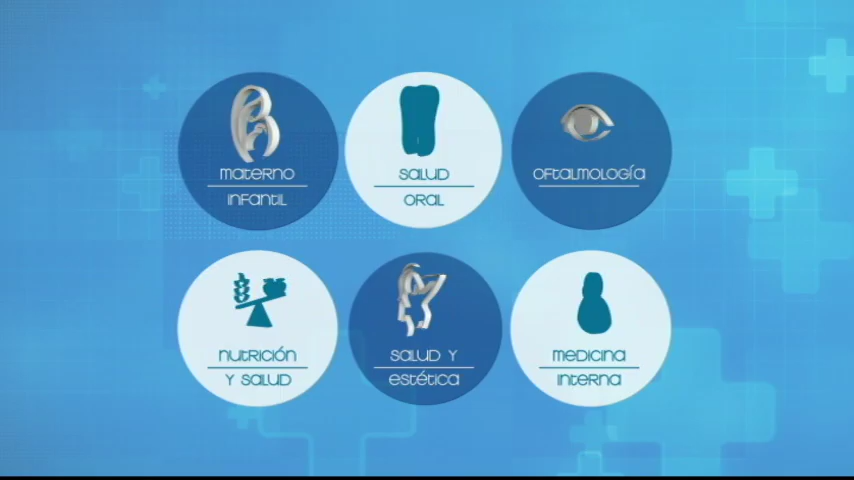 MATERNO
INFANTIL
SALUD
ORAL
OFTALMOLOGÍA
NUTRICIÓN
Y SALUD
SALUD Y
ESTÉTICA
MEDICINA
INTERNA